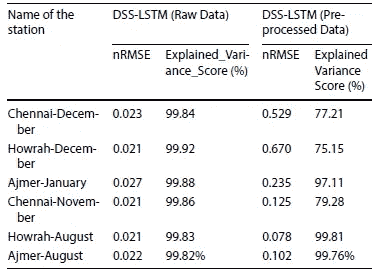 Name of the station DSS-LSTM (Raw Data) DSS-LSTM (Pre-processed Data)
nRMSE Explained_Variance_Score (%) nRMSE Explained Variance Score (%)
Chennai-December 0.023 99.84 0.529 77.21
Howrah-December 0.021 99.92 0.670 75.15
Ajmer-January 0.027 99.88 0.235 97.11
Chennai-November 0.021 99.86 0.125 79.28
Howrah-August 0.021 99.83 0.078 99.81
Ajmer-August 0.022 99.82% 0.102 99.76%